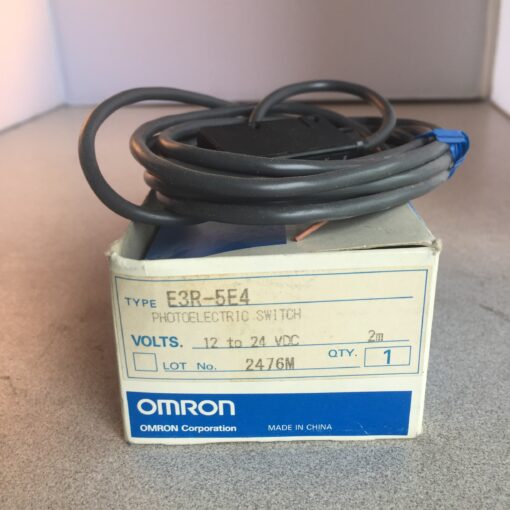 TYPE E3R-5E4
PHOTOELECTRIC SWITCH
VOLTS. 12 to 24 VDC 2m
LOT No. 2476M QTY. 1
OMRON
OMRON Corporation MADE IN CHINA